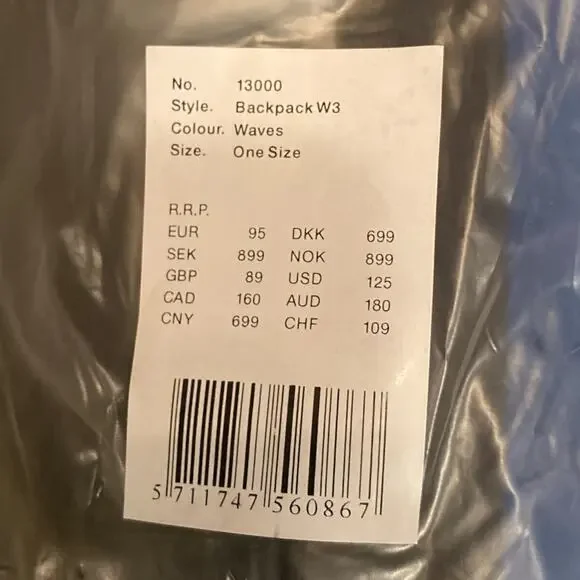 No. 13000
Style. Backpack W3
Colour. Waves
Size. One Size
R.R.P.
EUR 95 DKK 699
SEK 899 NOK 899
GBP 89 USD 125
CAD 160 AUD 180
CNY 699 CHF 109
5 711747 560867